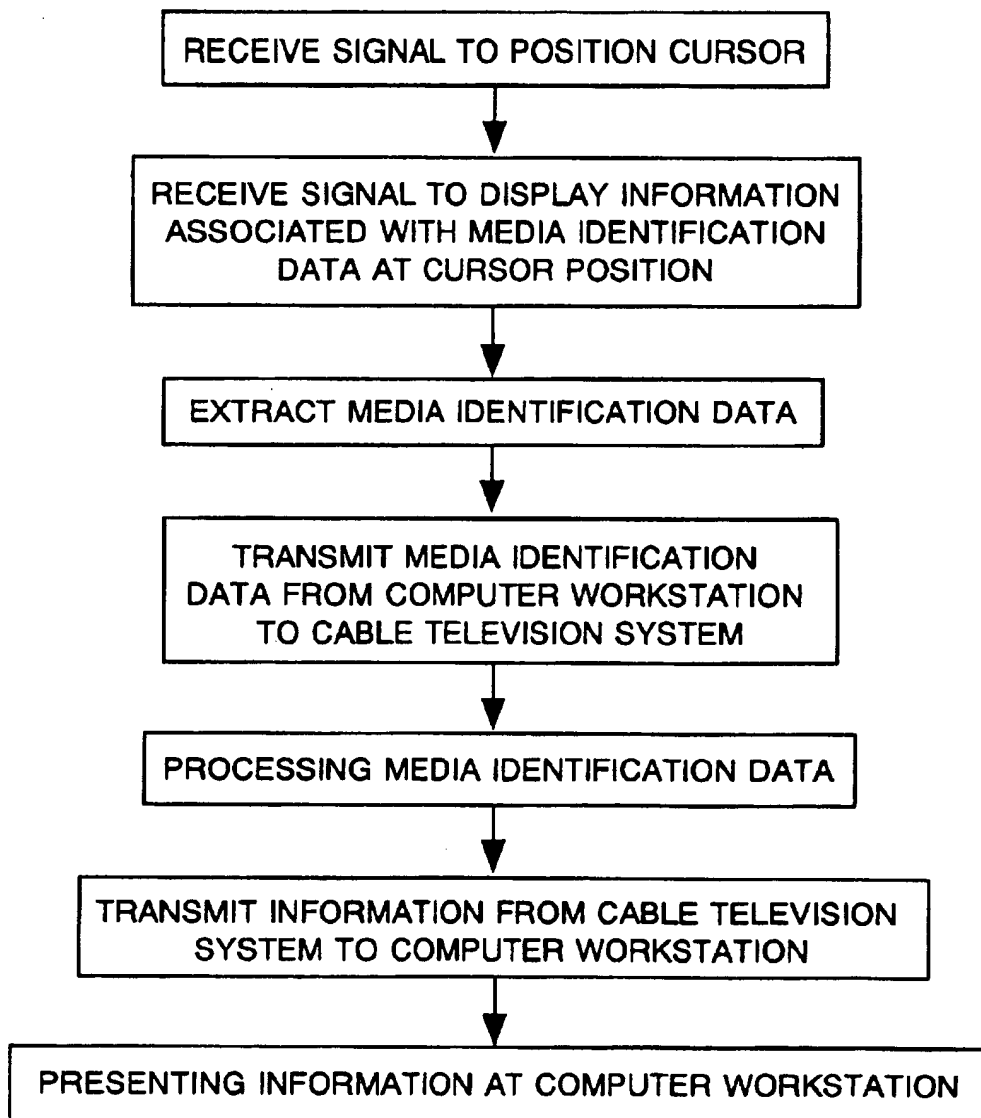 RECEIVE SIGNAL TO POSITION CURSOR
RECEIVE SIGNAL TO DISPLAY INFORMATION
ASSOCIATED WITH MEDIA IDENTIFICATION
DATA AT CURSOR POSITION
EXTRACT MEDIA IDENTIFICATION DATA
TRANSMIT MEDIA IDENTIFICATION
DATA FROM COMPUTER WORKSTATION
TO CABLE TELEVISION SYSTEM
PROCESSING MEDIA IDENTIFICATION DATA
TRANSMIT INFORMATION FROM CABLE TELEVISION
SYSTEM TO COMPUTER WORKSTATION
PRESENTING INFORMATION AT COMPUTER WORKSTATION